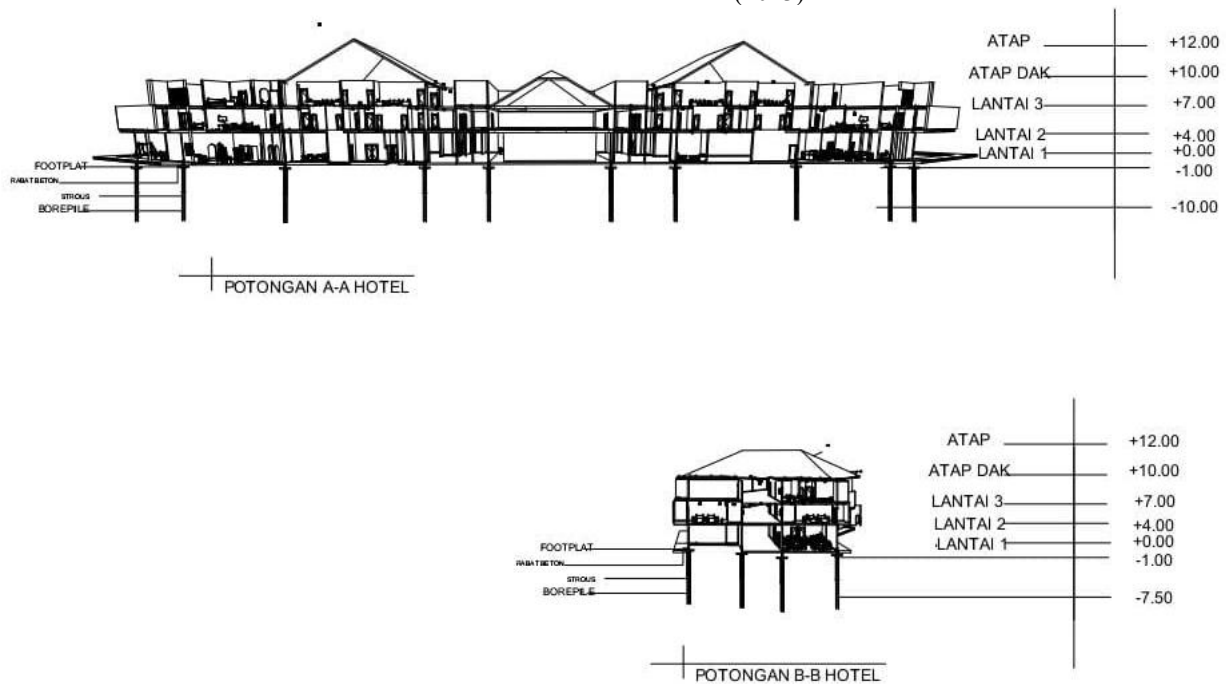 ATAP +12.00
ATAP DAK +10.00
LANTAI 3 +7.00
LANTAI 2 +4.00
LANTAI 1 +0.00
-1.00
-10.00
FOOTPLAT
RABAT BETON
STROUS
BOREPILE
POTONGAN A-A HOTEL
ATAP +12.00
ATAP DAK +10.00
LANTAI 3 +7.00
LANTAI 2 +4.00
LANTAI 1 +0.00
-1.00
-7.50
FOOTPLAT
RABAT BETON
STROUS
BOREPILE
POTONGAN B-B HOTEL